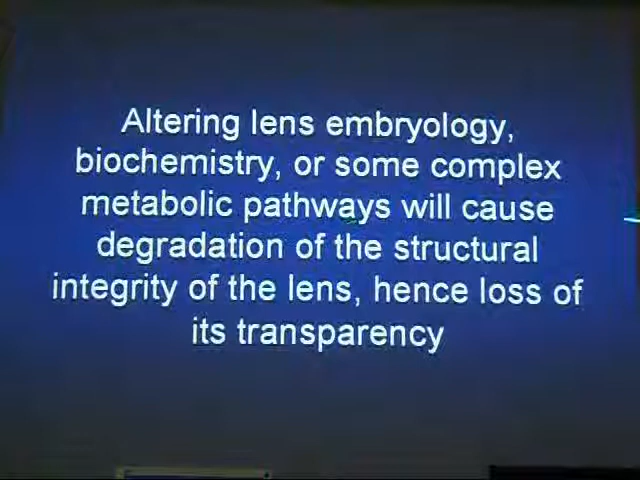 Altering lens embryology,
biochemistry, or some complex
metabolic pathways will cause
degradation of the structural
integrity of the lens, hence loss of
its transparency